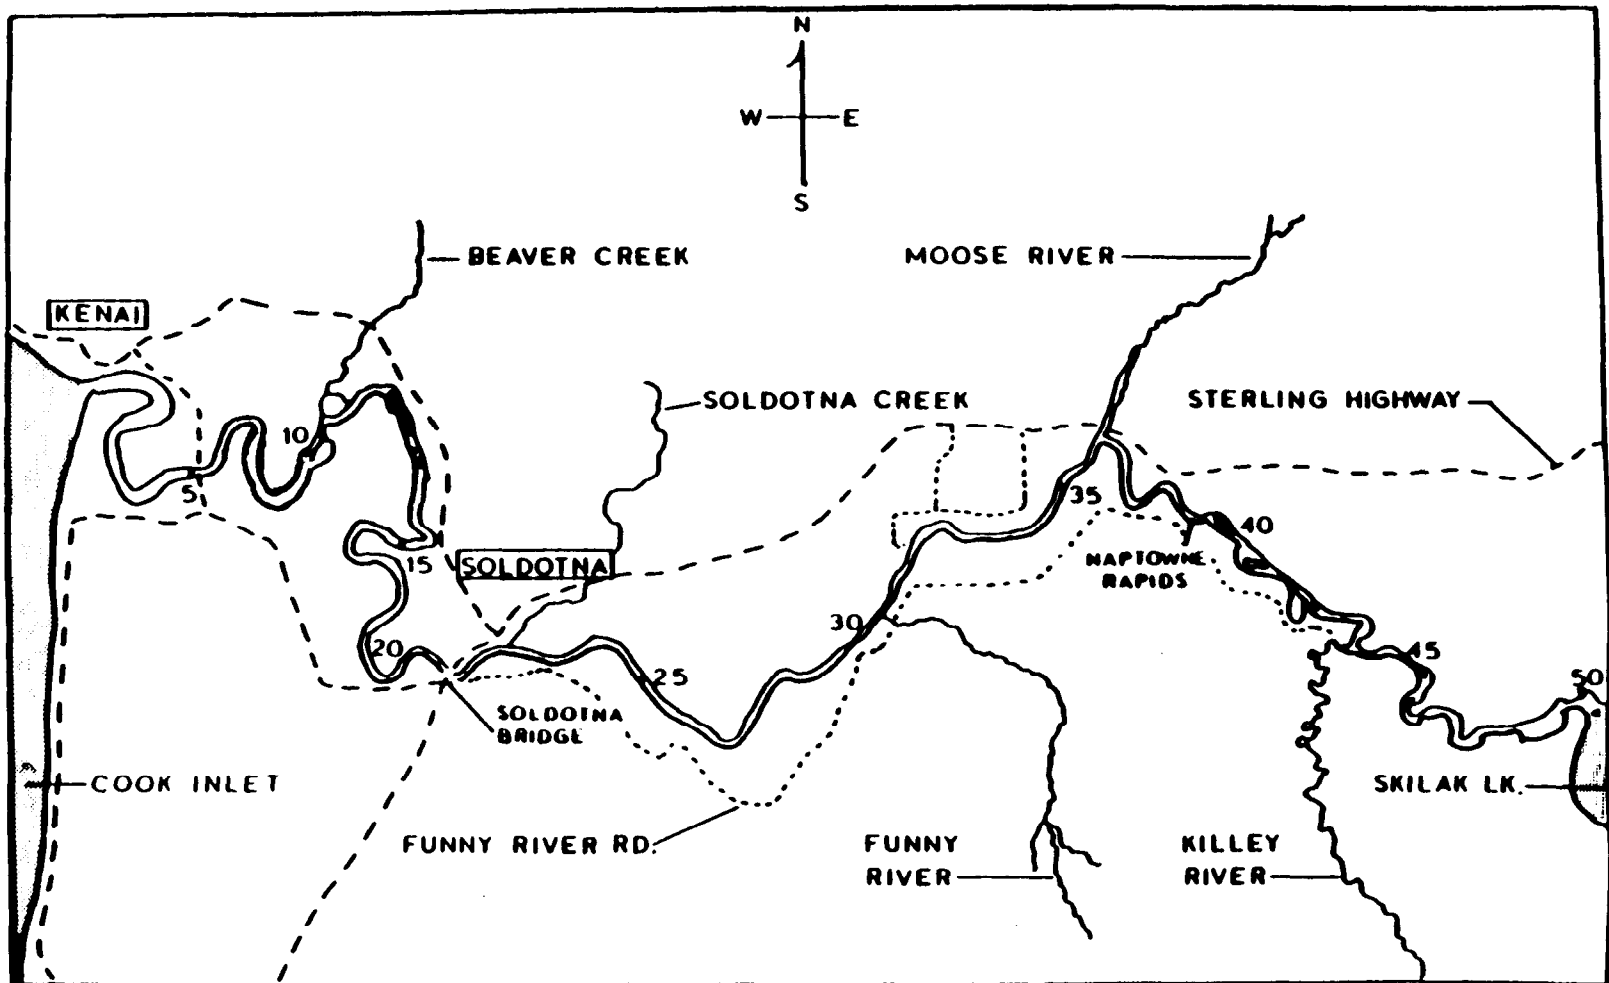 N
W E
S
BEAVER CREEK
MOOSE RIVER
KENAI
SOLDOTNA CREEK
STERLING HIGHWAY
10
5
35
40
15
SOLDOTNA
NAPTOWNE
RAPIDS
30
20
45
25
50
SOLDOTNA
BRIDGE
COOK INLET
SKILAK LK.
FUNNY RIVER RD.
FUNNY
RIVER
KILLEY
RIVER